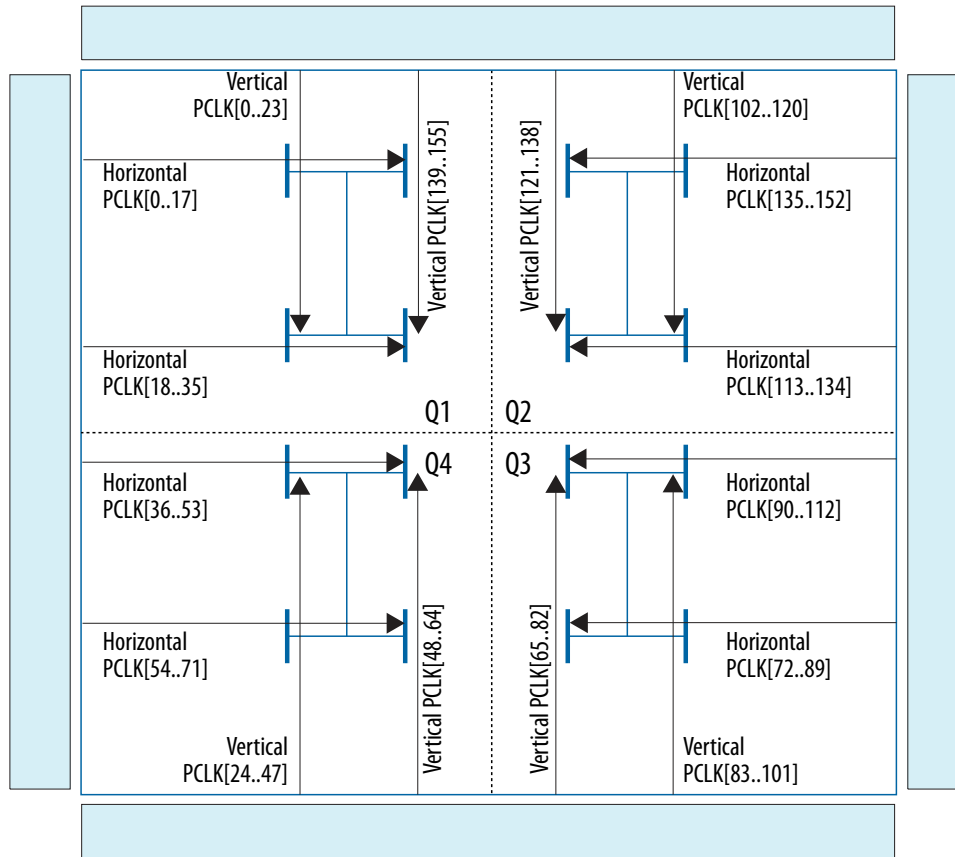 Vertical
PCLK[0..23]
Vertical
PCLK[102..120]
Vertical PCLK[139..155]
Vertical PCLK[121..138]
Horizontal
PCLK[0..17]
Horizontal
PCLK[135..152]
Horizontal
PCLK[18..35]
Horizontal
PCLK[113..134]
Q1
Q2
Q4
Q3
Horizontal
PCLK[36..53]
Horizontal
PCLK[90..112]
Vertical PCLK[48..64]
Vertical PCLK[65..82]
Horizontal
PCLK[54..71]
Horizontal
PCLK[72..89]
Vertical
PCLK[24..47]
Vertical
PCLK[83..101]